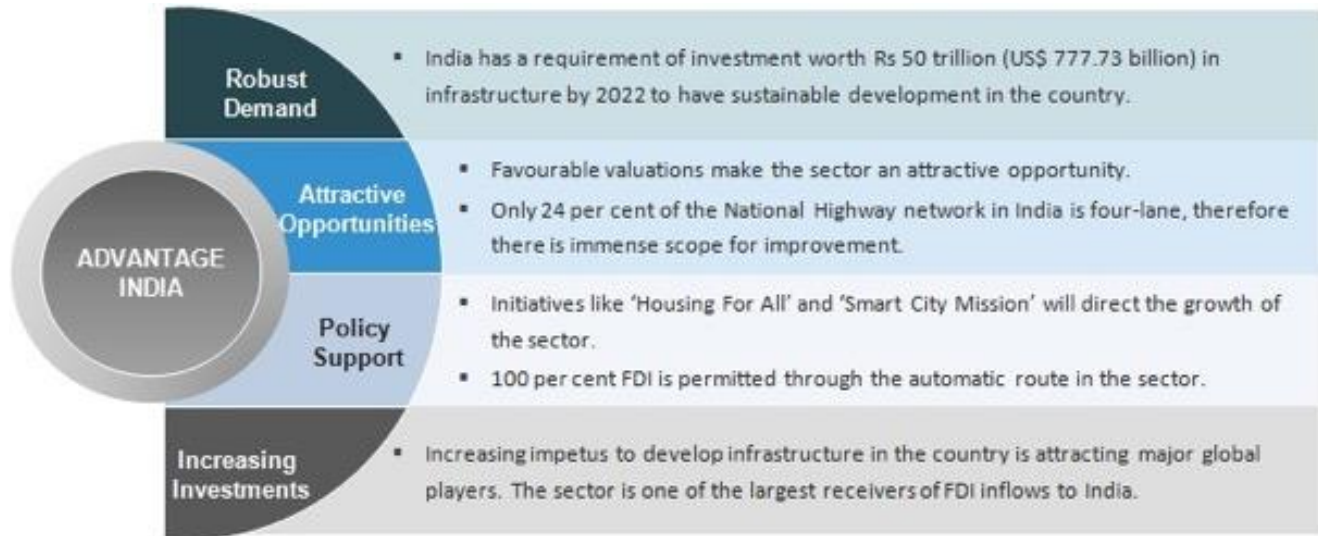 ADVANTAGE
INDIA
Robust
Demand
▪ India has a requirement of investment worth Rs 50 trillion (US$ 777.73 billion) in
infrastructure by 2022 to have sustainable development in the country.
Attractive
Opportunities
▪ Favourable valuations make the sector an attractive opportunity.
▪ Only 24 per cent of the National Highway network in India is four-lane, therefore
there is immense scope for improvement.
Policy
Support
▪ Initiatives like ‘Housing For All’ and ‘Smart City Mission’ will direct the growth of
the sector.
▪ 100 per cent FDI is permitted through the automatic route in the sector.
Increasing
Investments
▪ Increasing impetus to develop infrastructure in the country is attracting major global
players. The sector is one of the largest receivers of FDI inflows to India.